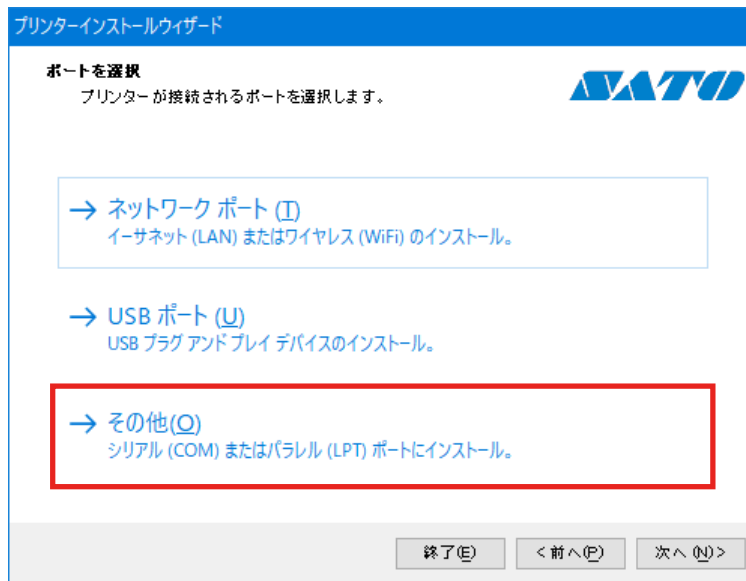 プリンターインストールウィザード
ポートを選択
プリンターが接続されるポートを選択します。
SATO
→ ネットワーク ポート (T)
イーサネット (LAN) またはワイヤレス (WiFi) のインストール。
→ USB ポート (U)
USB プラグ アンド プレイ デバイスのインストール。
→ その他(O)
シリアル (COM) またはパラレル (LPT) ポートにインストール。
終了(E)
<前へ(P)
次へ(N)>